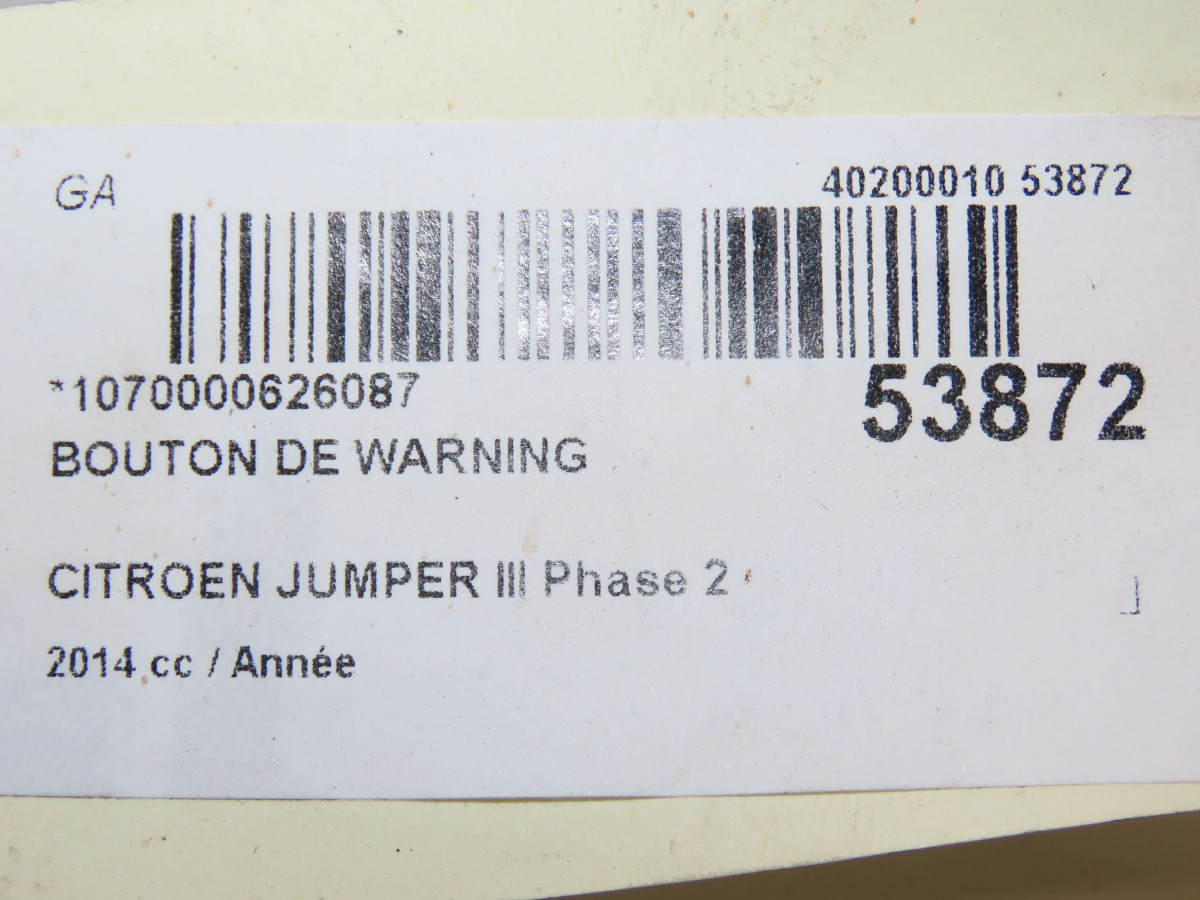 GA
40200010 53872
*1070000626087
53872
BOUTON DE WARNING
CITROEN JUMPER III Phase 2
2014 cc / Année